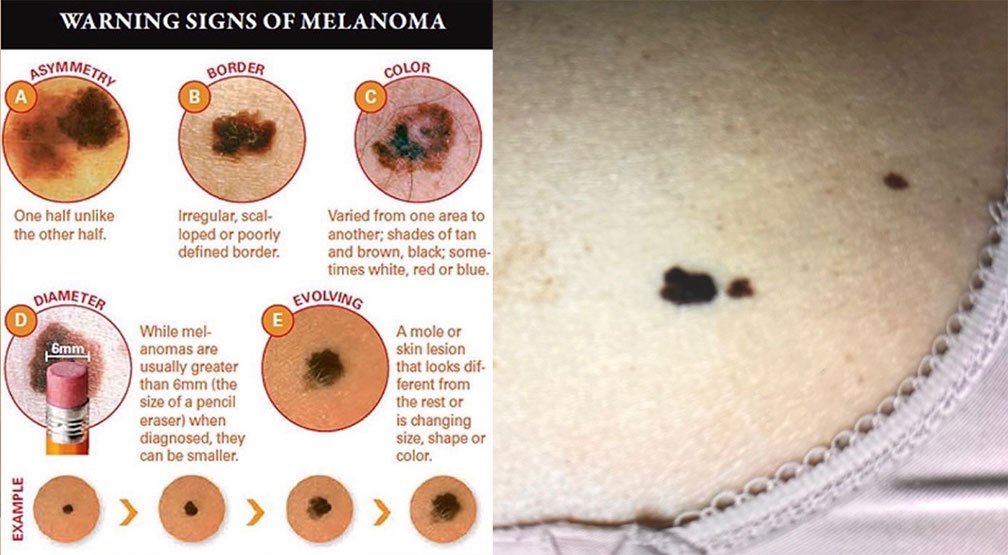 WARNING SIGNS OF MELANOMA
ASYMMETRY
A
One half unlike
the other half.
BORDER
B
Irregular, scal-
loped or poorly
defined border.
COLOR
C
Varied from one area to
another; shades of tan
and brown, black; some-
times white, red or blue.
DIAMETER
D
6mm
While mel-
anomas are
usually greater
than 6mm (the
size of a pencil
eraser) when
diagnosed, they
can be smaller.
EVOLVING
E
A mole or
skin lesion
that looks dif-
ferent from
the rest or
is changing
size, shape or
color.
EXAMPLE